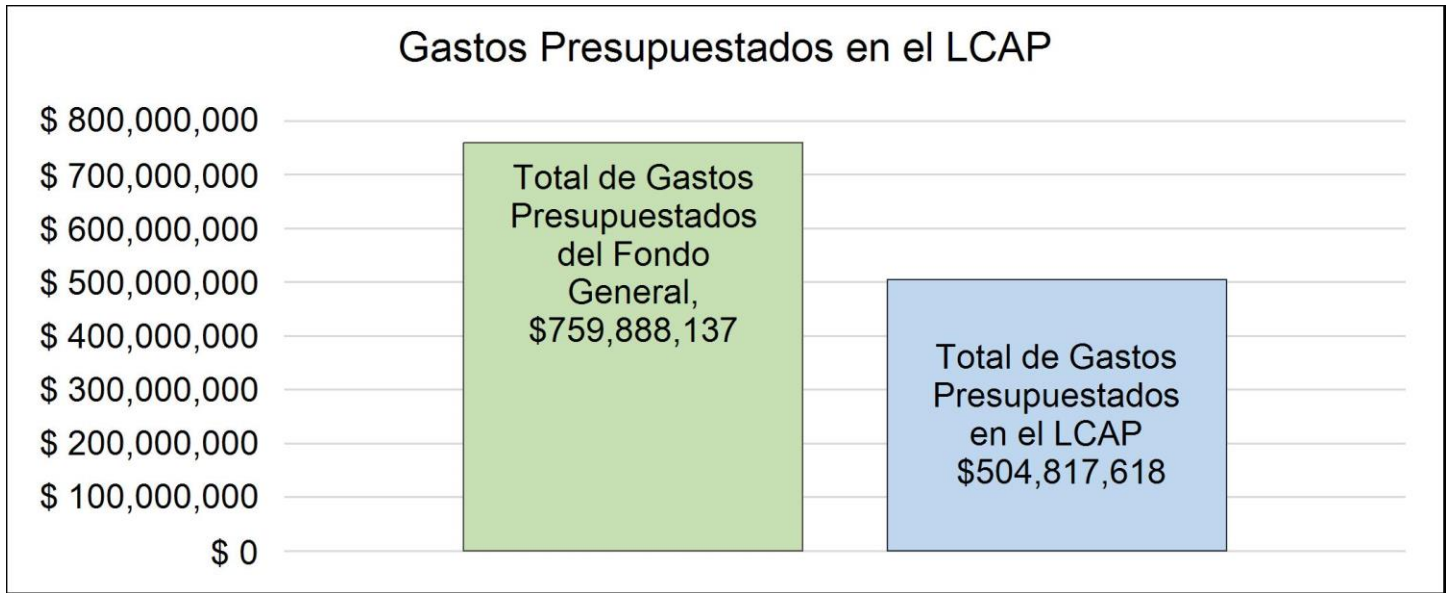 Gastos Presupuestados en el LCAP
$ 800,000,000
$ 700,000,000
$ 600,000,000
$ 500,000,000
$ 400,000,000
$ 300,000,000
$ 200,000,000
$ 100,000,000
$ 0
Total de Gastos
Presupuestados
del Fondo
General,
$759,888,137
Total de Gastos
Presupuestados
en el LCAP
$504,817,618